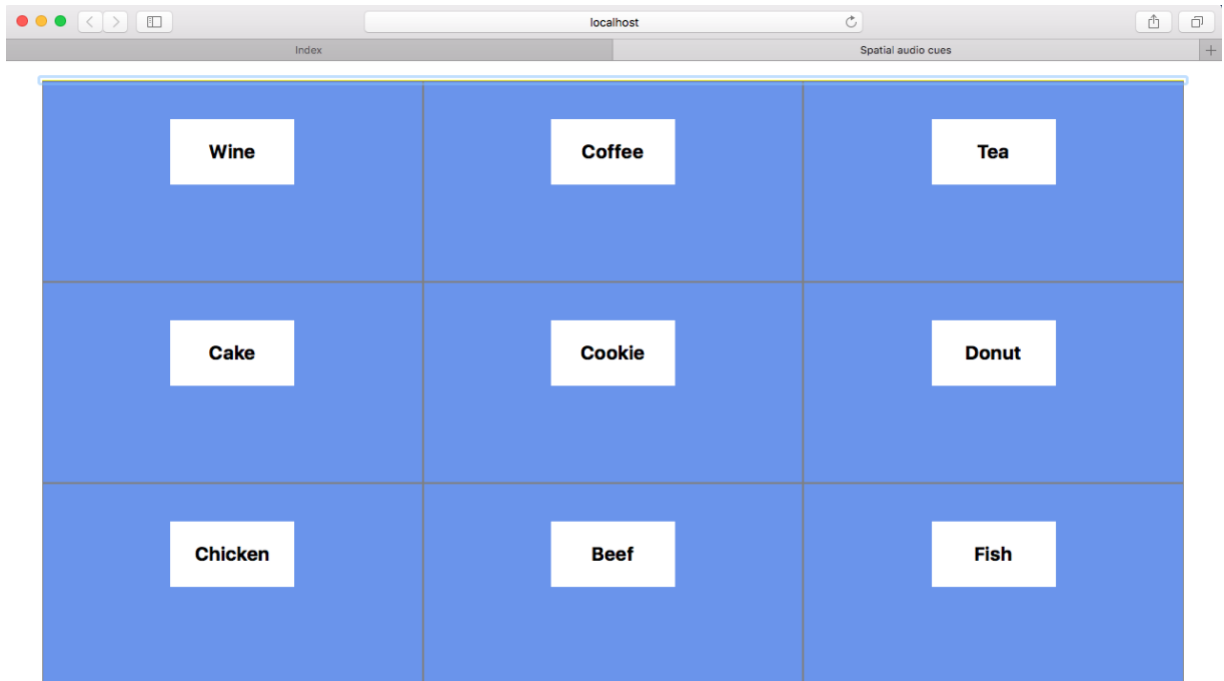 localhost
Index
Spatial audio cues
Wine
Coffee
Tea
Cake
Cookie
Donut
Chicken
Beef
Fish